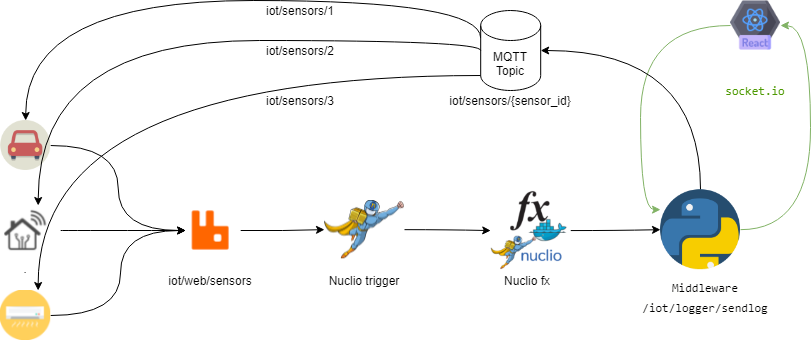 iot/sensors/1
iot/sensors/2
iot/sensors/3
MQTT
Topic
iot/sensors/{sensor_id}
React
socket.io
iot/web/sensors
Nuclio trigger
fx
nuclio
Nuclio fx
Middleware
/iot/logger/sendlog